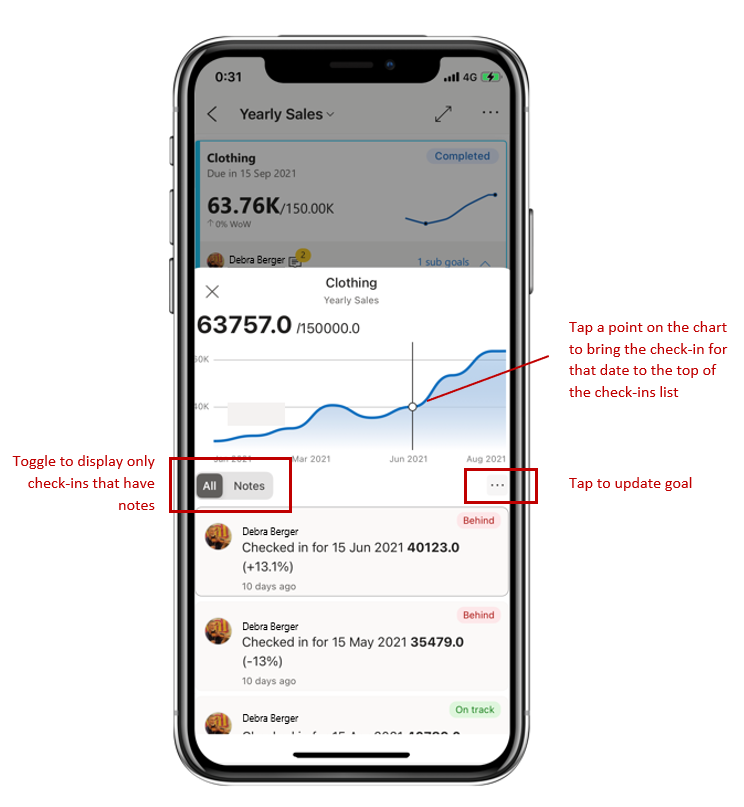 0:31
4G
Yearly Sales
Clothing
Completed
Due in 15 Sep 2021
63.76K/150.00K
↑ 0% WoW
Debra Berger
2
1 sub goals
Clothing
Yearly Sales
63757.0 /150000.0
60K
40K
Jan 2021
Mar 2021
Jun 2021
Aug 2021
Tap a point on the chart
to bring the check-in for
that date to the top of
the check-ins list
Toggle to display only
check-ins that have
notes
All
Notes
...
Tap to update goal
Behind
Debra Berger
Checked in for 15 Jun 2021 40123.0
(+13.1%)
10 days ago
Behind
Debra Berger
Checked in for 15 May 2021 35479.0
(-13%)
10 days ago
On track
Debra Berger
Checked in for 15